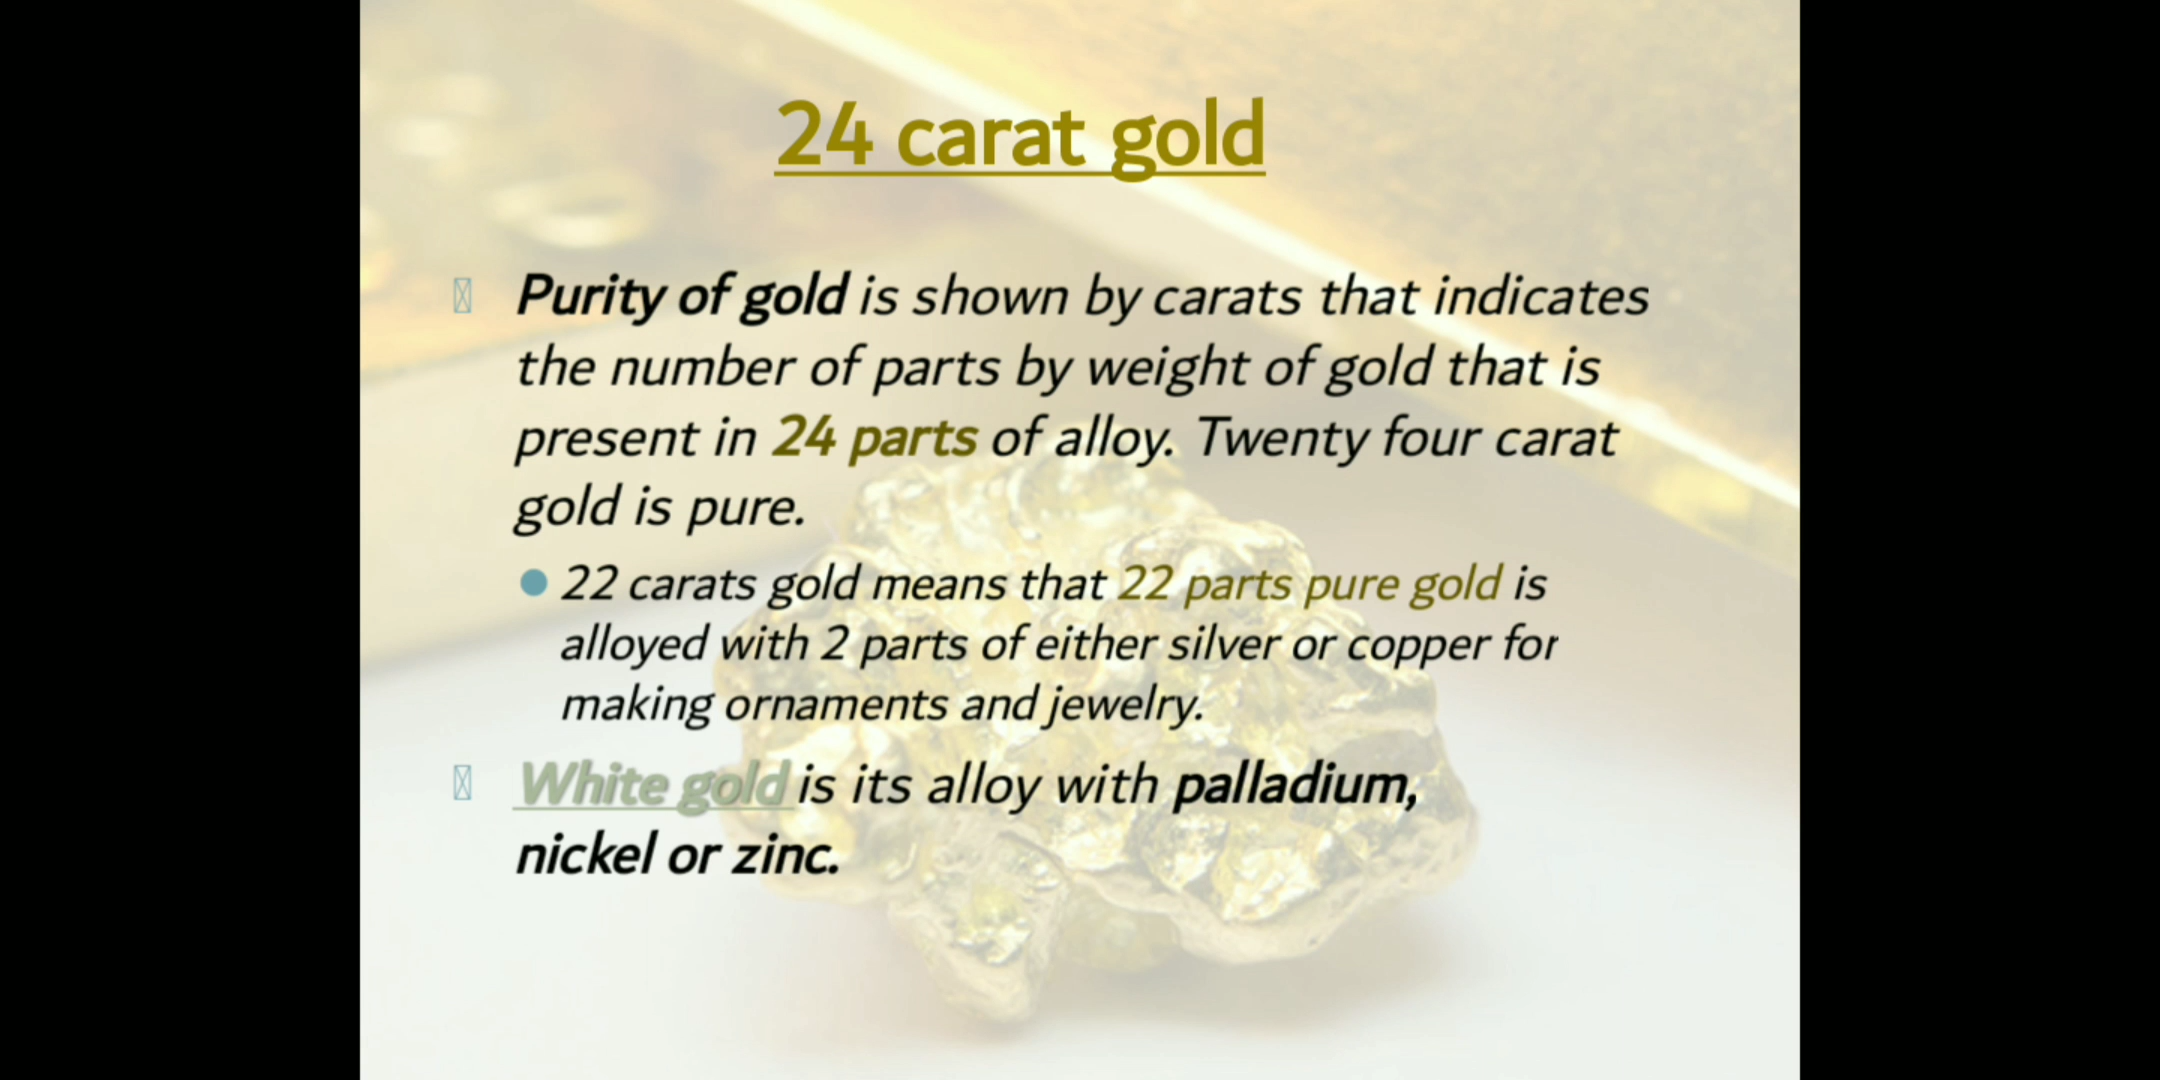 24 carat gold
Purity of gold is shown by carats that indicates
the number of parts by weight of gold that is
present in 24 parts of alloy. Twenty four carat
gold is pure.
22 carats gold means that 22 parts pure gold is
alloyed with 2 parts of either silver or copper for
making ornaments and jewelry.
White gold is its alloy with palladium,
nickel or zinc.